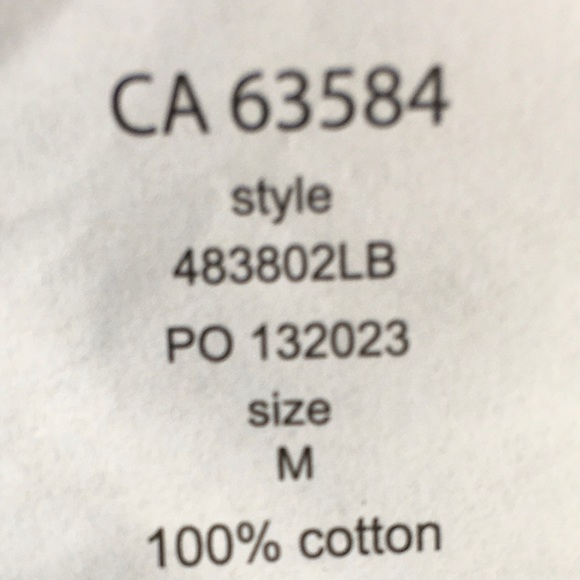 CA 63584
style
483802LB
PO 132023
size
M
100% cotton